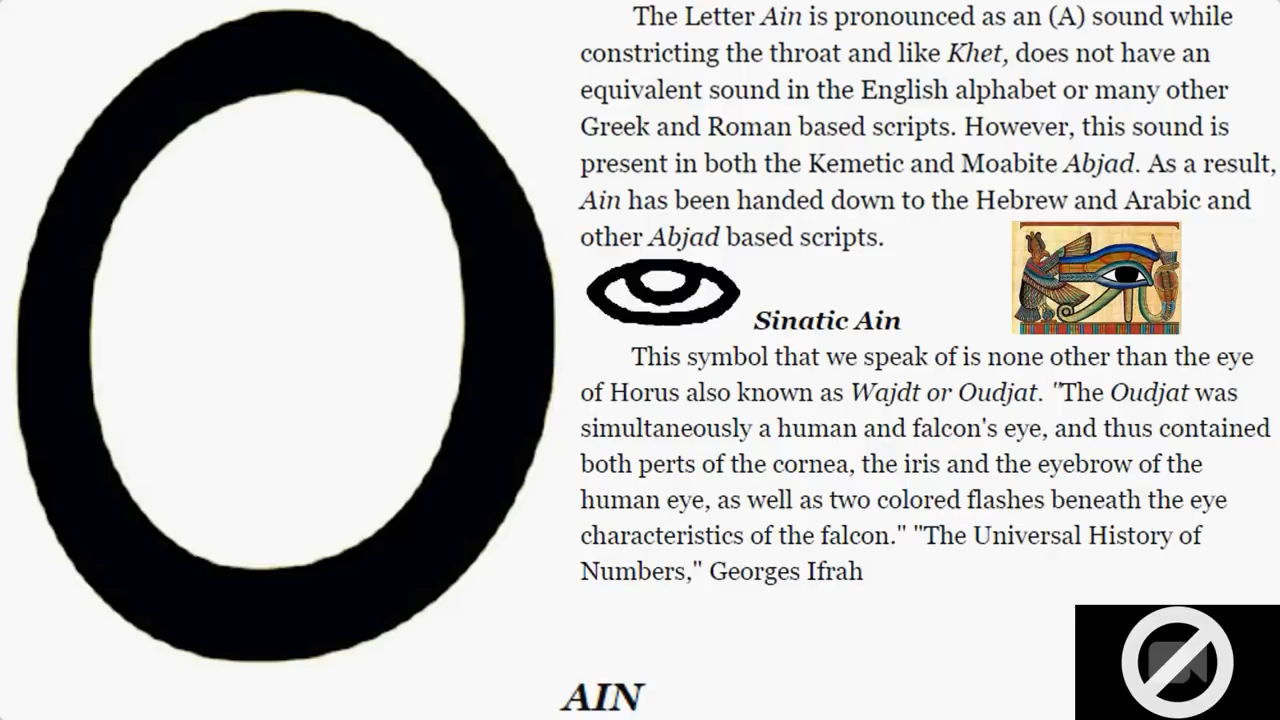 The Letter Ain is pronounced as an (A) sound while
constricting the throat and like Khet, does not have an
equivalent sound in the English alphabet or many other
Greek and Roman based scripts. However, this sound is
present in both the Kemetic and Moabite Abjad. As a result,
Ain has been handed down to the Hebrew and Arabic and
other Abjad based scripts.
Sinatic Ain
This symbol that we speak of is none other than the eye
of Horus also known as Wajdt or Oudjat. "The Oudjat was
simultaneously a human and falcon's eye, and thus contained
both perts of the cornea, the iris and the eyebrow of the
human eye, as well as two colored flashes beneath the eye
characteristics of the falcon." "The Universal History of
Numbers," Georges Ifrah
AIN